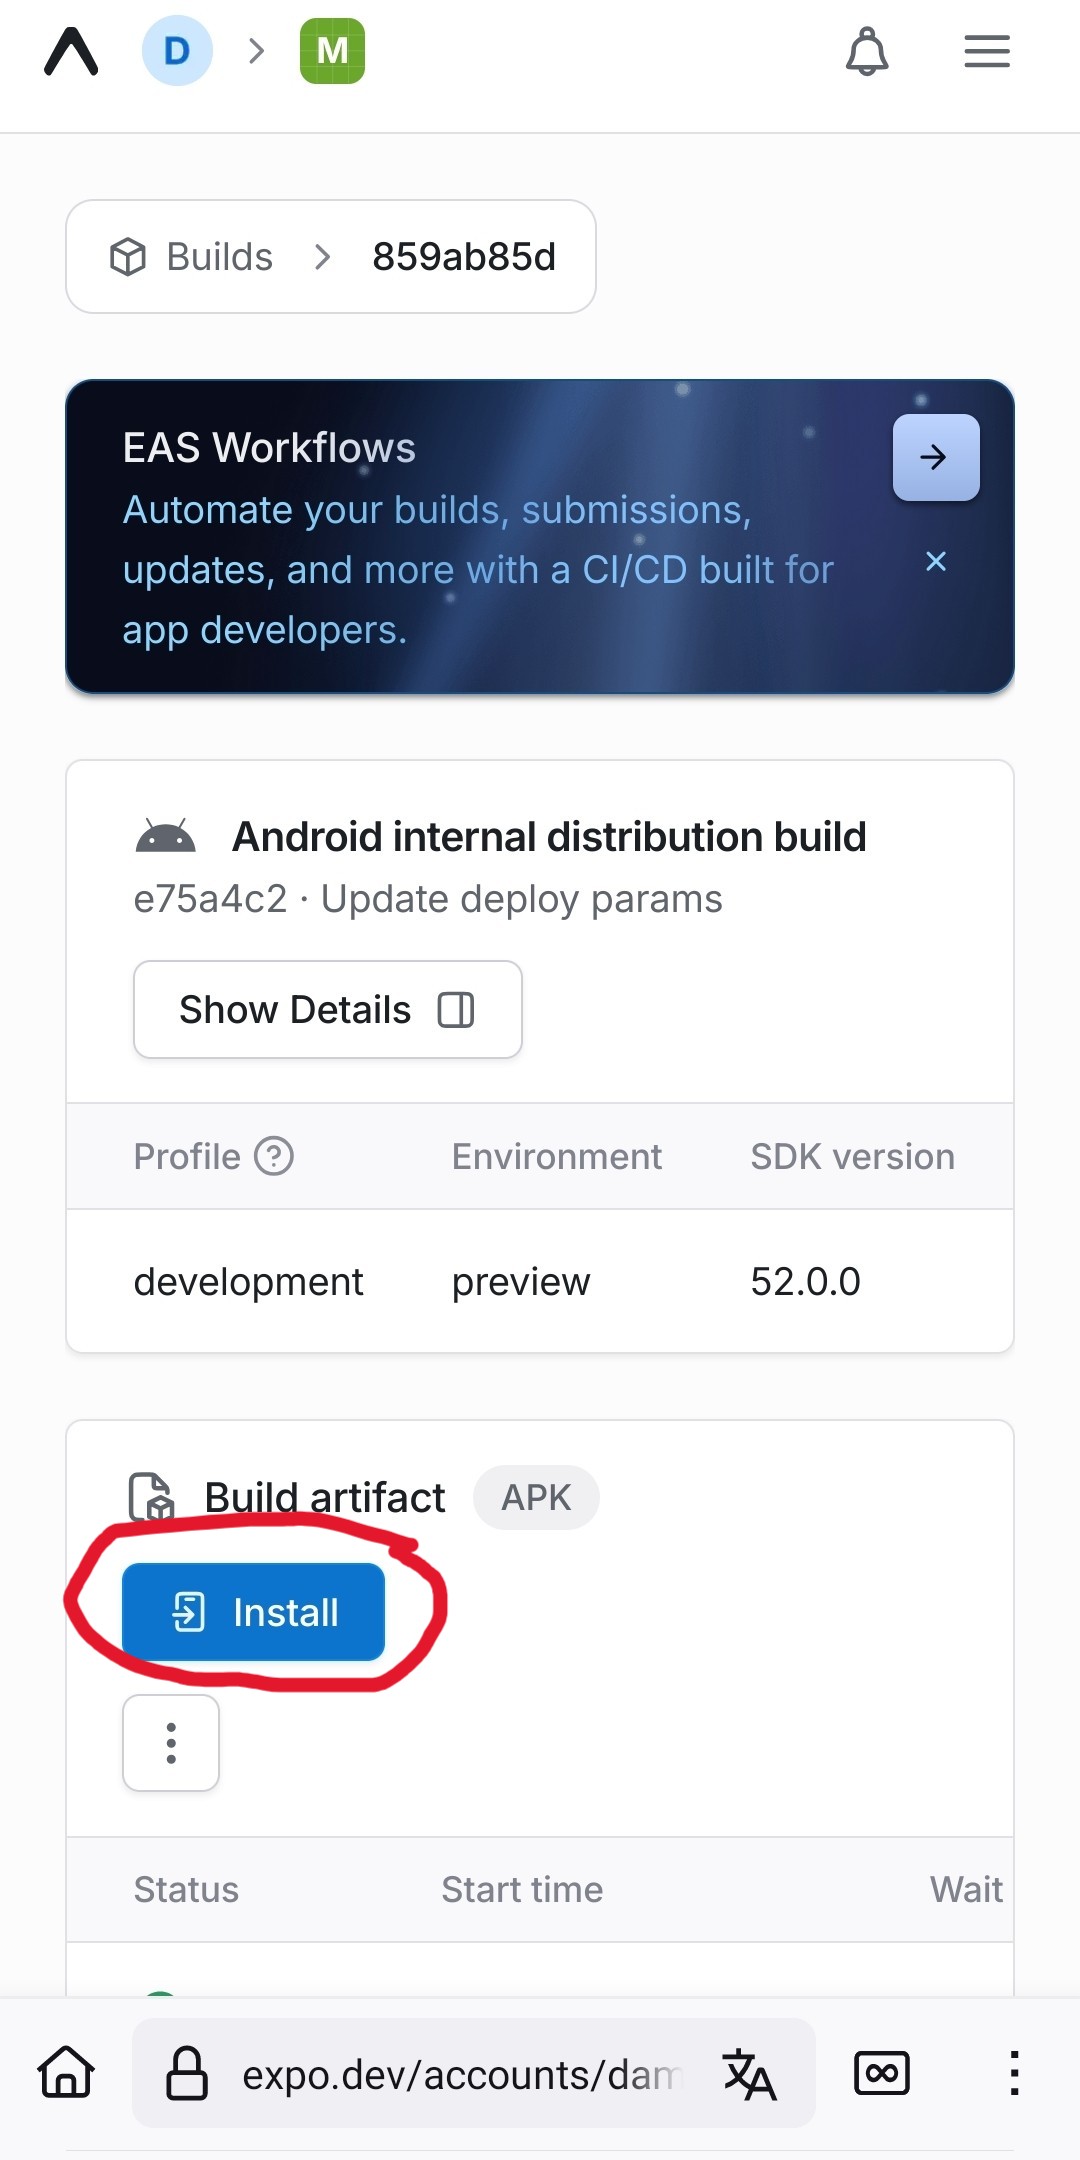 D
M
Builds
859ab85d
EAS Workflows
Automate your builds, submissions,
updates, and more with a CI/CD built for
app developers.
Android internal distribution build
e75a4c2 · Update deploy params
Show Details
Profile Environment SDK version
development preview 52.0.0
Build artifact APK
Install
Status Start time Wait
expo.dev/accounts/dam